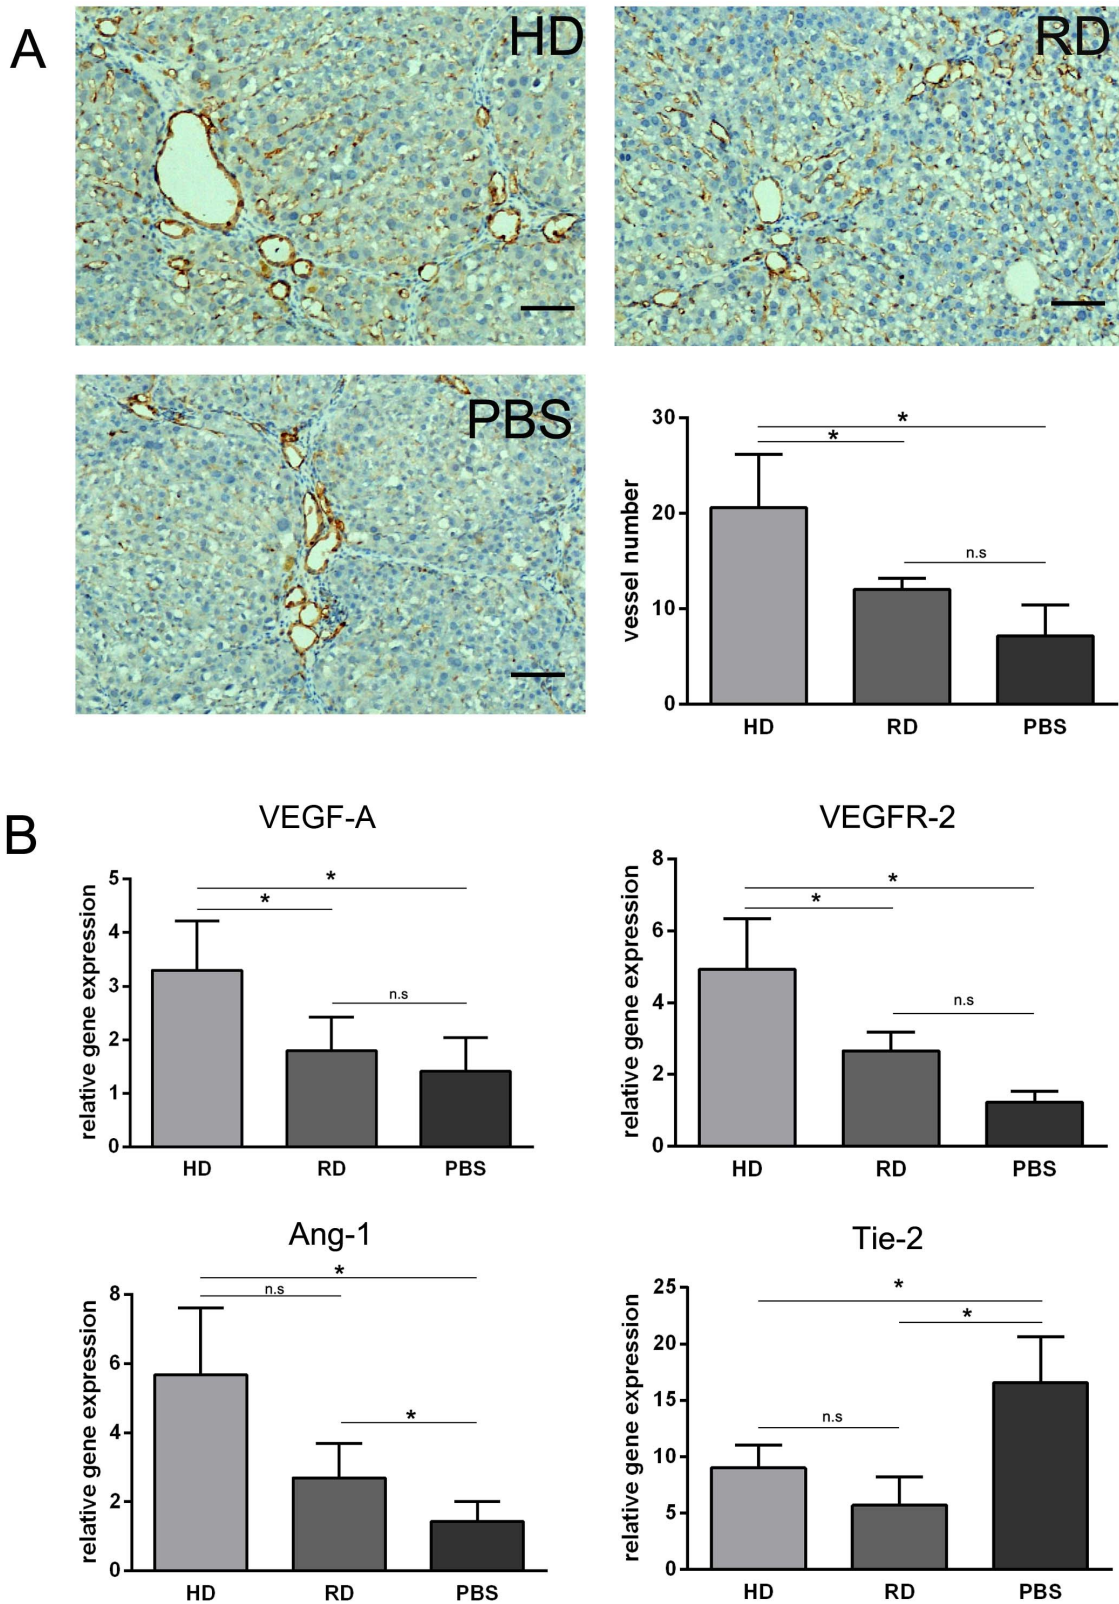 A
HD
RD
PBS
30
20
10
0
vessel number
*
*
n.s
HD RD PBS
B
VEGF-A
5
4
3
2
1
0
relative gene expression
*
*
n.s
HD RD PBS
VEGFR-2
8
6
4
2
0
relative gene expression
*
*
n.s
HD RD PBS
Ang-1
8
6
4
2
0
relative gene expression
*
n.s
*
HD RD PBS
Tie-2
25
20
15
10
5
0
relative gene expression
*
*
n.s
HD RD PBS